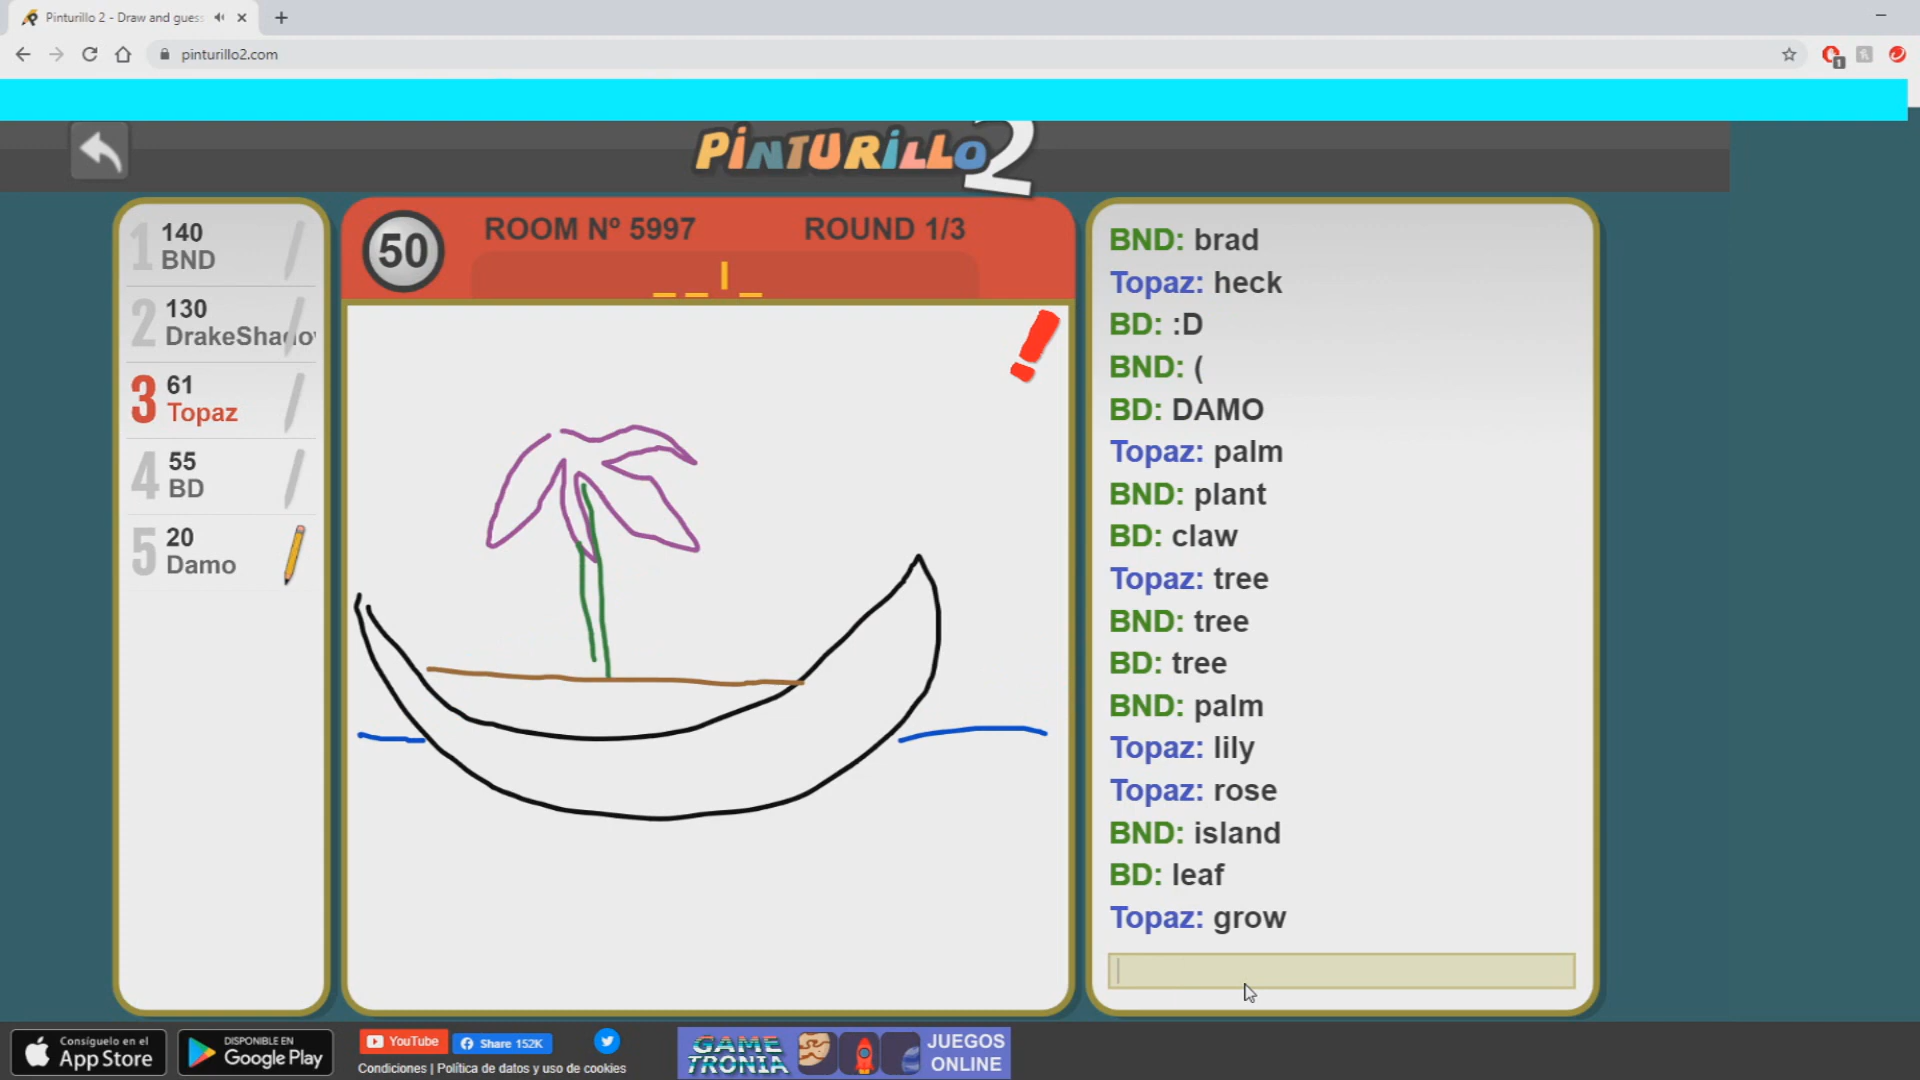 Pinturillo 2 - Draw and gues
pinturillo2.com
1
PINTURILLO 2
1 140 BND
2 130 DrakeShado
3 61 Topaz
4 55 BD
5 20 Damo
50
ROOM Nº 5997
ROUND 1/3
_ _ l _
BND: brad
Topaz: heck
BD: :D
BND: (
BD: DAMO
Topaz: palm
BND: plant
BD: claw
Topaz: tree
BND: tree
BD: tree
BND: palm
Topaz: lily
Topaz: rose
BND: island
BD: leaf
Topaz: grow
Consíguelo en el
App Store
DISPONIBLE EN
Google Play
YouTube
Share 152K
Condiciones | Política de datos y uso de cookies
GAME
TRONIA
JUEGOS
ONLINE